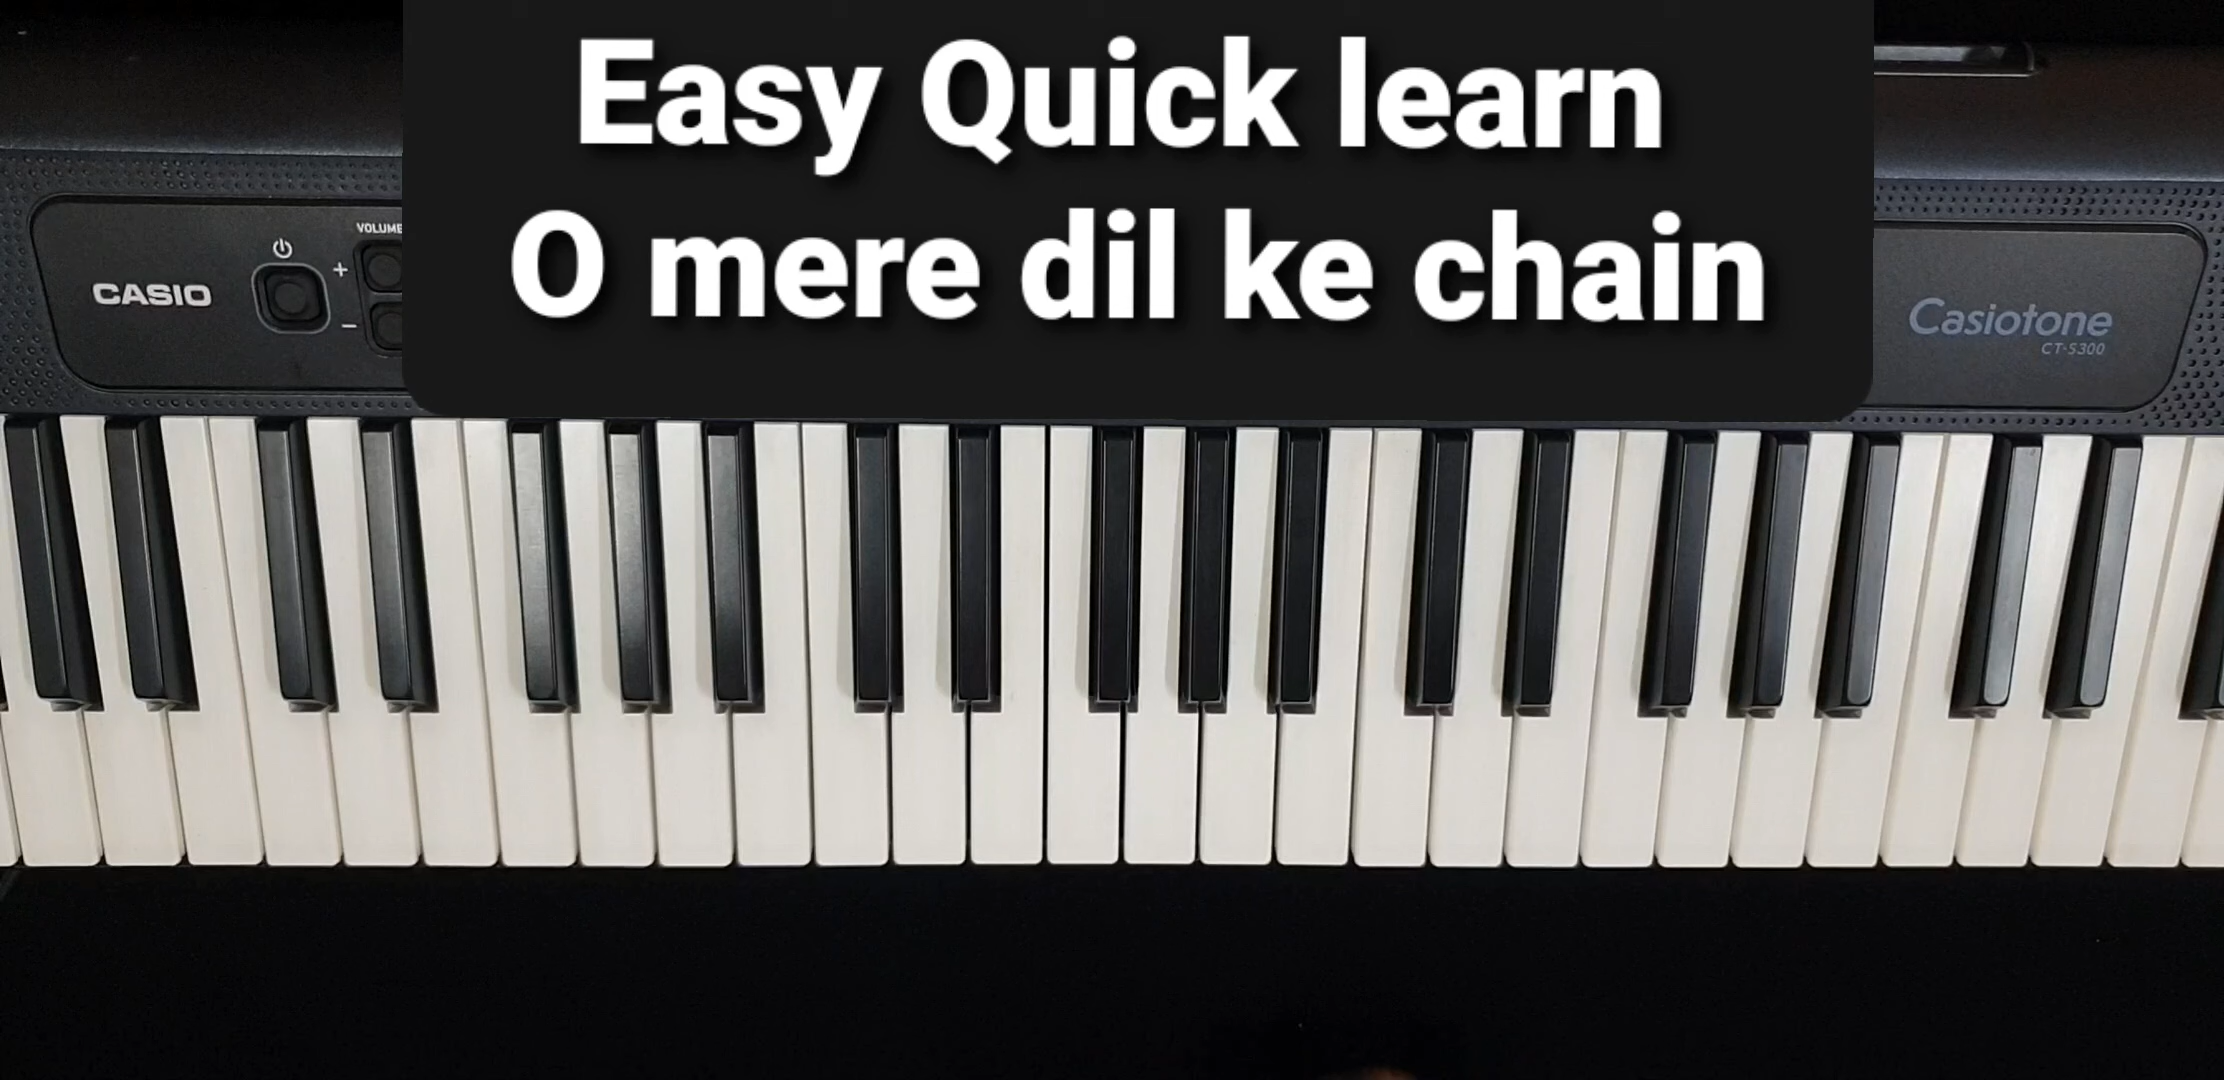 Easy Quick learn
O mere dil ke chain
VOLUME
CASIO
+
−
Casiotone
CT-S300